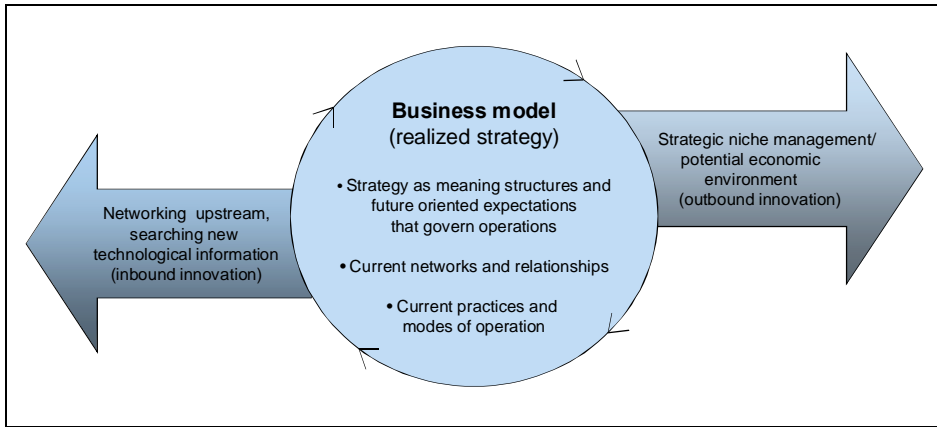 Business model
(realized strategy)
• Strategy as meaning structures and
future oriented expectations
that govern operations
• Current networks and relationships
• Current practices and
modes of operation
Networking upstream,
searching new
technological information
(inbound innovation)
Strategic niche management/
potential economic
environment
(outbound innovation)